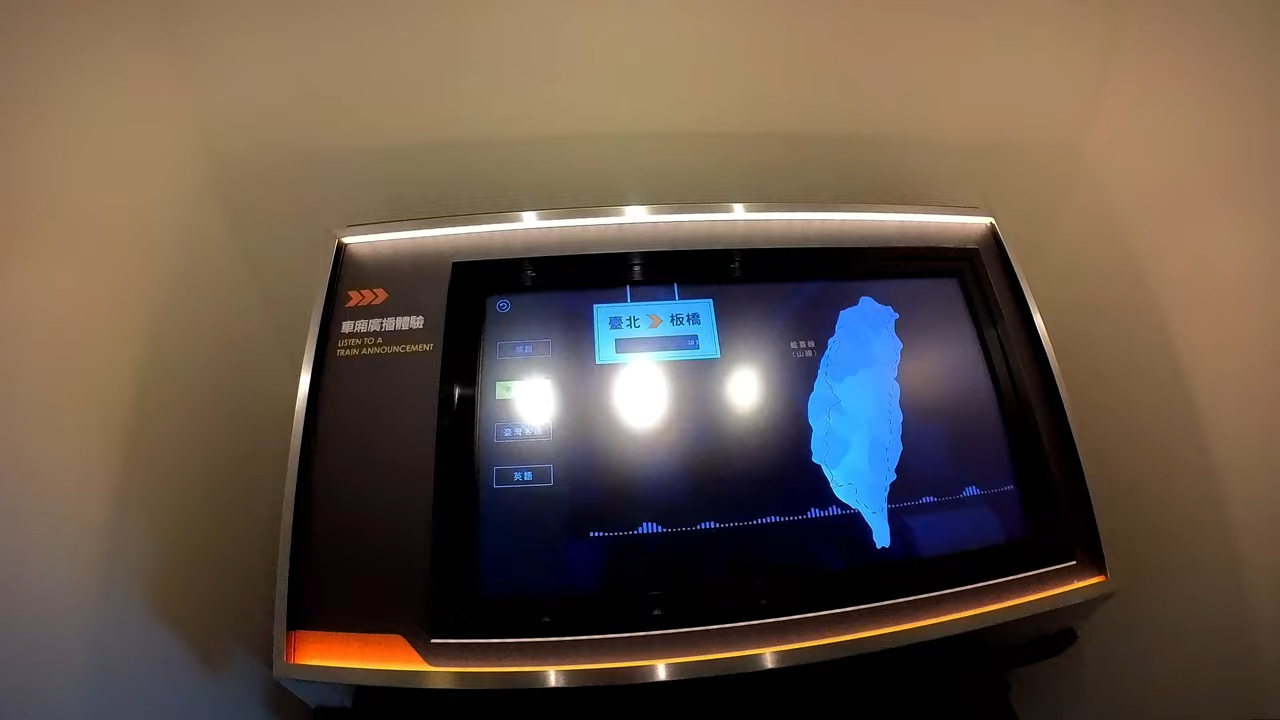 車廂廣播體驗
LISTEN TO A
TRAIN ANNOUNCEMENT
臺北 板橋
縱貫線
(山線)
國語
臺灣客語
英語